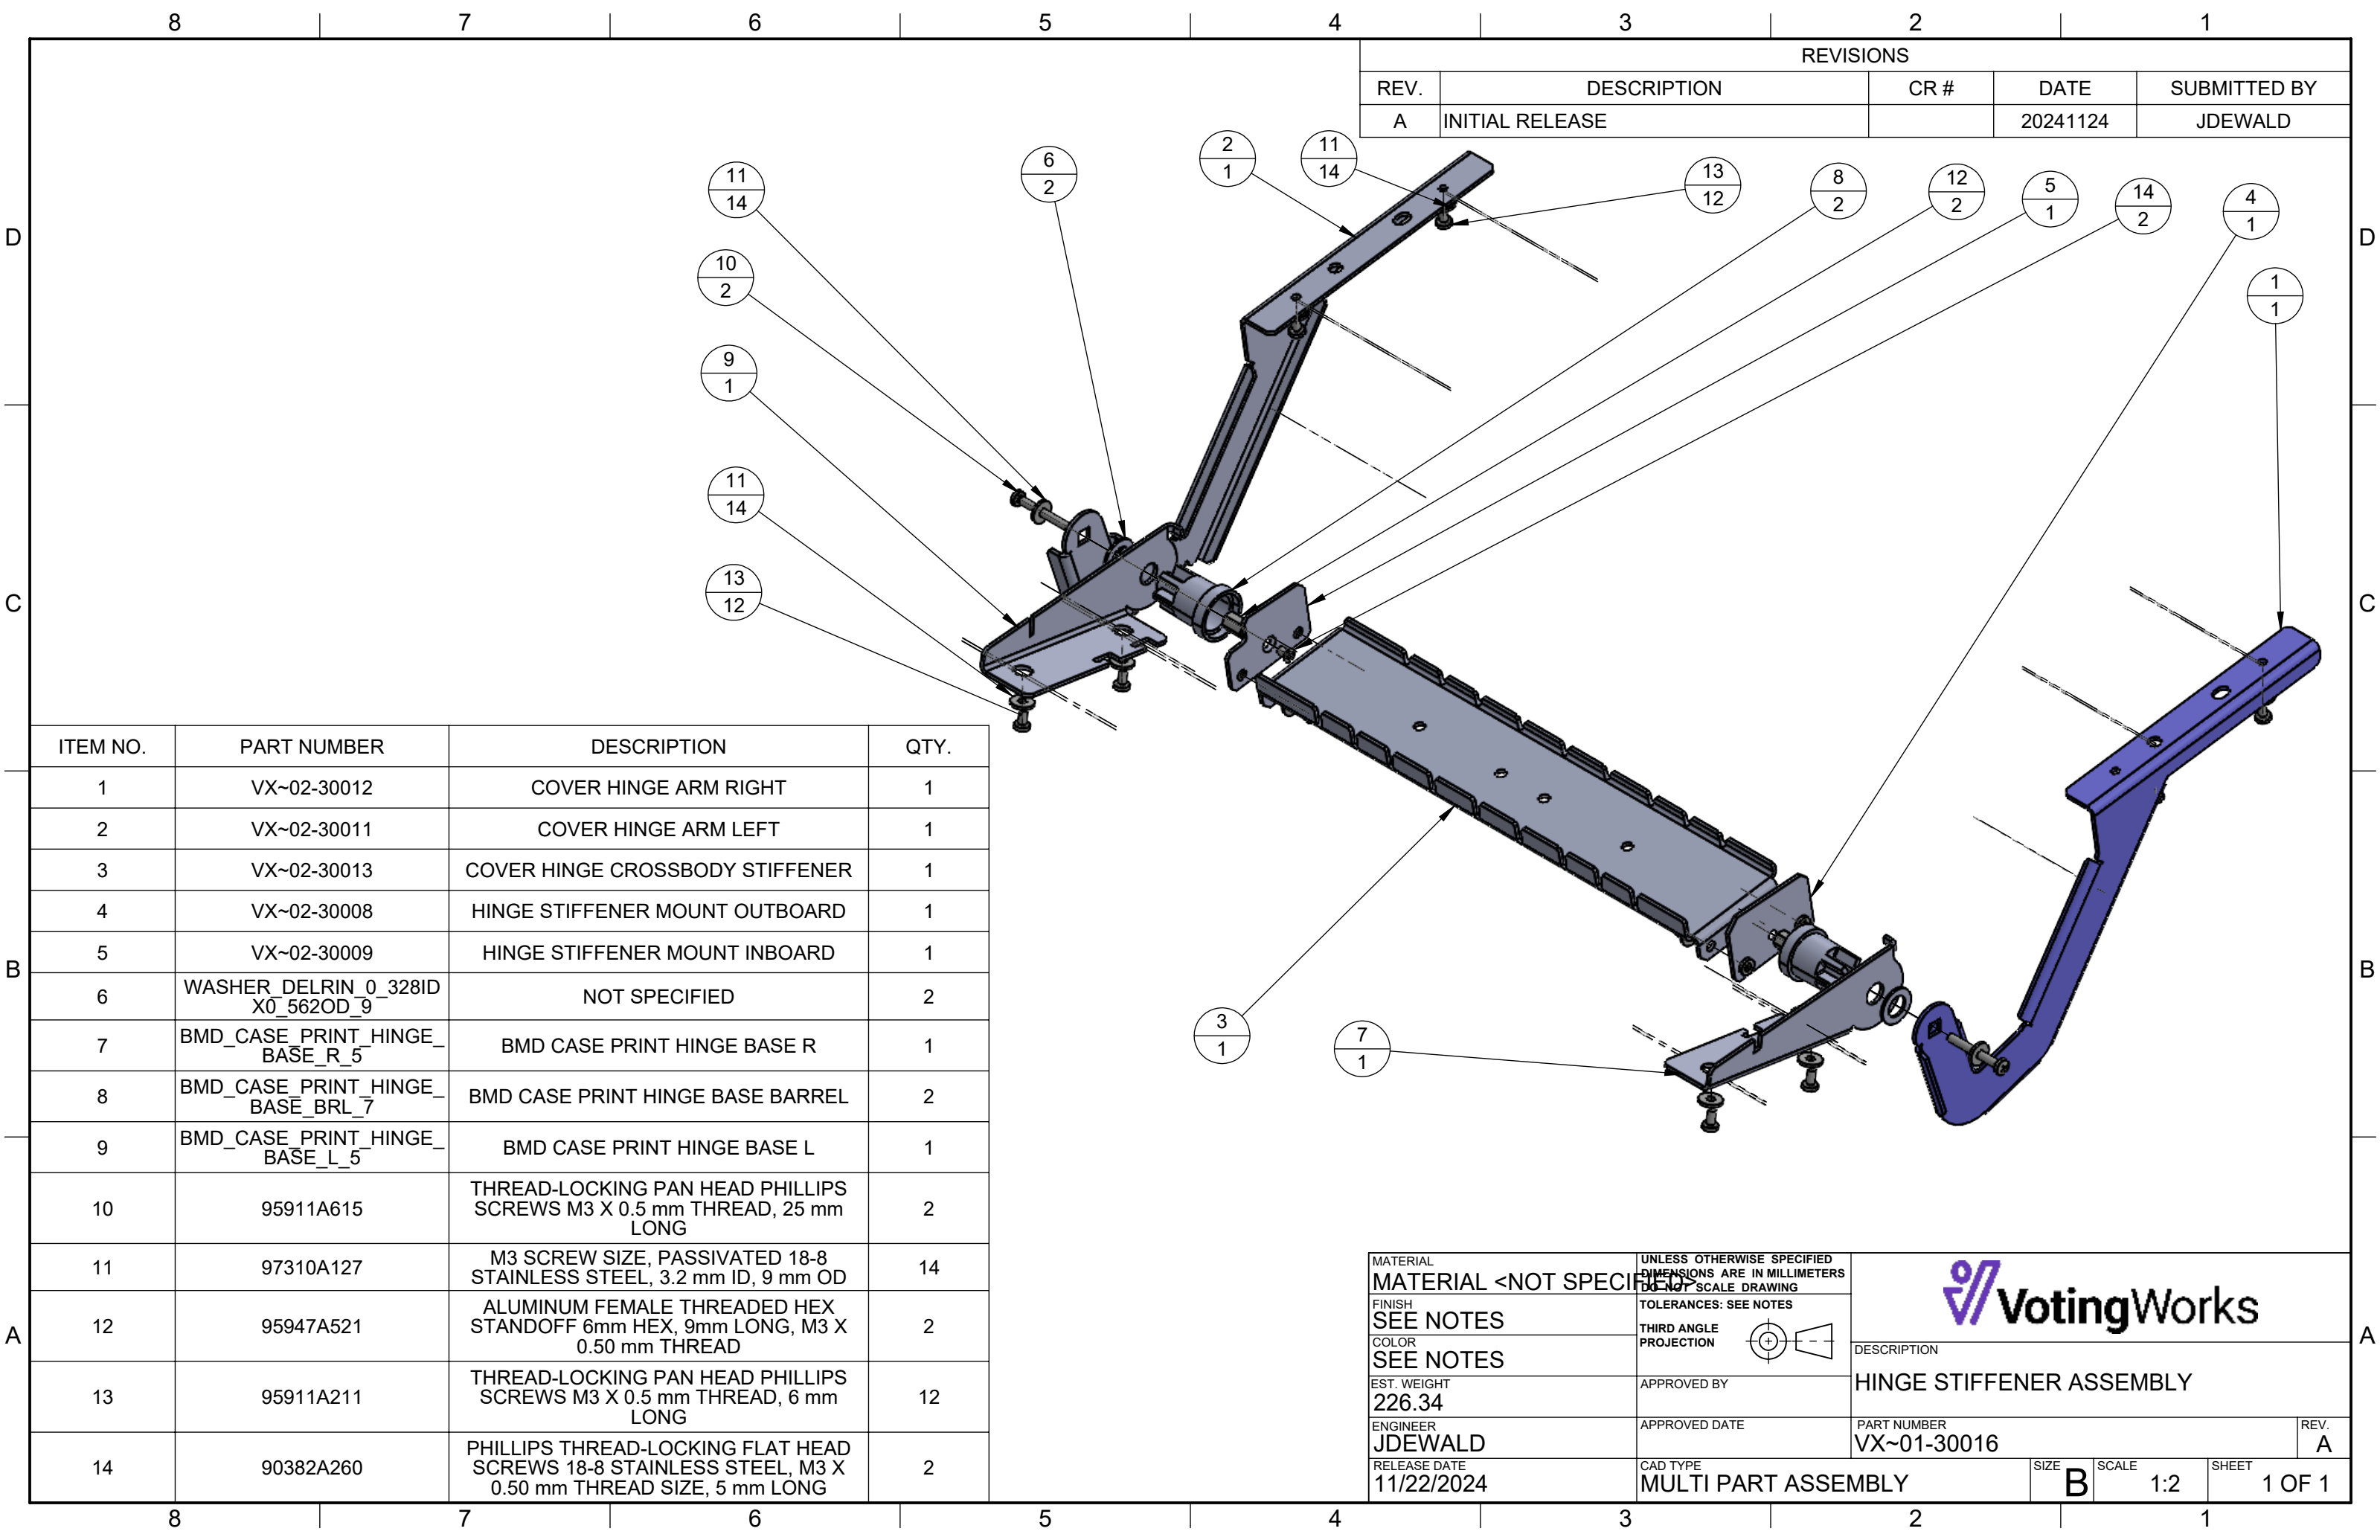 8 7 6 5 4 3 2 1
REVISIONS
REV. DESCRIPTION CR # DATE SUBMITTED BY
A INITIAL RELEASE 20241124 JDEWALD
D
D
C
C
B
B
A
A
11
14
10
2
9
1
11
14
13
12
6
2
2
1
11
14
13
12
8
2
12
2
5
1
14
2
4
1
1
1
3
1
7
1
ITEM NO. PART NUMBER DESCRIPTION QTY.
1 VX~02-30012 COVER HINGE ARM RIGHT 1
2 VX~02-30011 COVER HINGE ARM LEFT 1
3 VX~02-30013 COVER HINGE CROSSBODY STIFFENER 1
4 VX~02-30008 HINGE STIFFENER MOUNT OUTBOARD 1
5 VX~02-30009 HINGE STIFFENER MOUNT INBOARD 1
6 WASHER_DELRIN_0_328ID
X0_562OD_9 NOT SPECIFIED 2
7 BMD_CASE_PRINT_HINGE_
BASE_R_5 BMD CASE PRINT HINGE BASE R 1
8 BMD_CASE_PRINT_HINGE_
BASE_BRL_7 BMD CASE PRINT HINGE BASE BARREL 2
9 BMD_CASE_PRINT_HINGE_
BASE_L_5 BMD CASE PRINT HINGE BASE L 1
10 95911A615 THREAD-LOCKING PAN HEAD PHILLIPS
SCREWS M3 X 0.5 mm THREAD, 25 mm
LONG 2
11 97310A127 M3 SCREW SIZE, PASSIVATED 18-8
STAINLESS STEEL, 3.2 mm ID, 9 mm OD 14
12 95947A521 ALUMINUM FEMALE THREADED HEX
STANDOFF 6mm HEX, 9mm LONG, M3 X
0.50 mm THREAD 2
13 95911A211 THREAD-LOCKING PAN HEAD PHILLIPS
SCREWS M3 X 0.5 mm THREAD, 6 mm
LONG 12
14 90382A260 PHILLIPS THREAD-LOCKING FLAT HEAD
SCREWS 18-8 STAINLESS STEEL, M3 X
0.50 mm THREAD SIZE, 5 mm LONG 2
MATERIAL
MATERIAL <NOT SPECIFIED>
FINISH
SEE NOTES
COLOR
SEE NOTES
EST. WEIGHT
226.34
ENGINEER
JDEWALD
RELEASE DATE
11/22/2024
UNLESS OTHERWISE SPECIFIED
DIMENSIONS ARE IN MILLIMETERS
DO NOT SCALE DRAWING
TOLERANCES: SEE NOTES
THIRD ANGLE
PROJECTION
APPROVED BY
APPROVED DATE
CAD TYPE
MULTI PART ASSEMBLY
VotingWorks
DESCRIPTION
HINGE STIFFENER ASSEMBLY
PART NUMBER
VX~01-30016
REV.
A
SIZE
B
SCALE
1:2
SHEET
1 OF 1
8 7 6 5 4 3 2 1